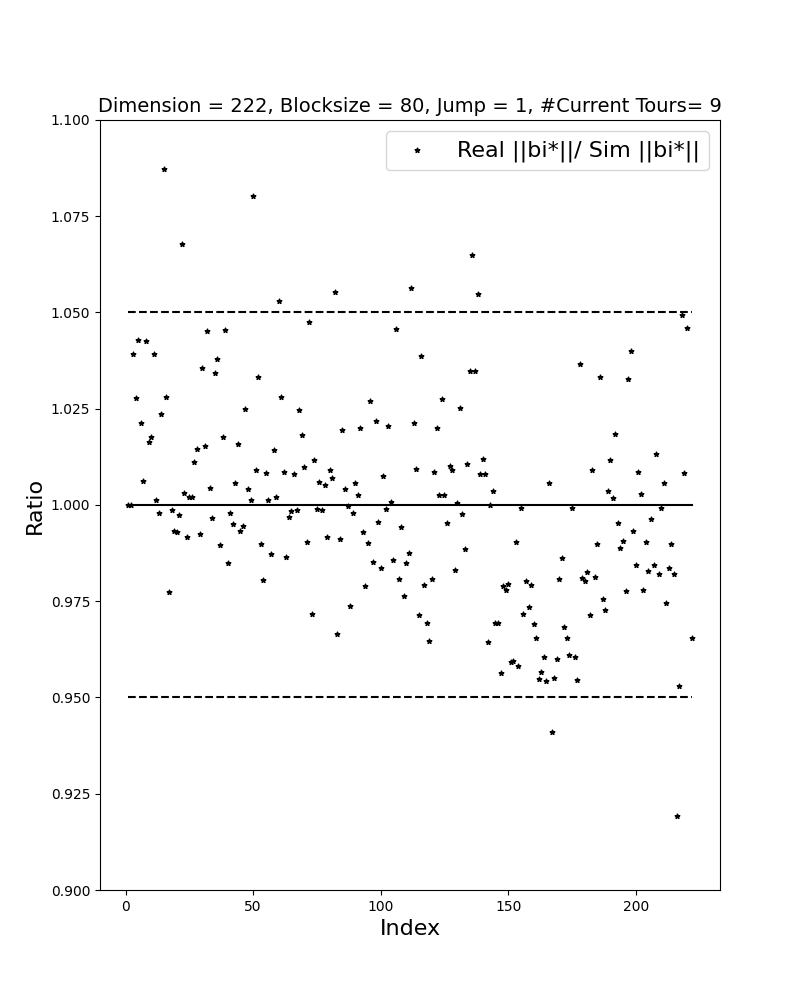 Dimension = 222, Blocksize = 80, Jump = 1, #Current Tours= 9
Real ||bi*||/ Sim ||bi*||
1.100
1.075
1.050
1.025
1.000
0.975
0.950
0.925
0.900
Ratio
0 50 100 150 200
Index